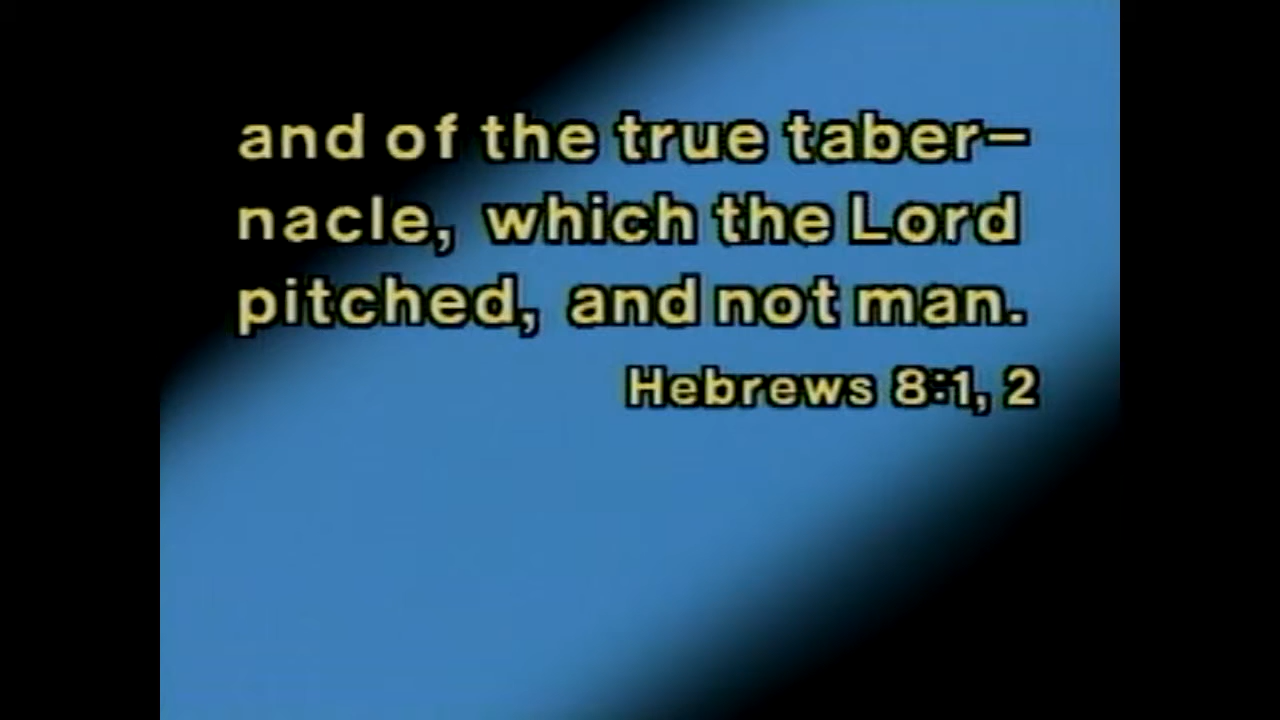 and of the true taber-
nacle, which the Lord
pitched, and not man.
Hebrews 8:1, 2